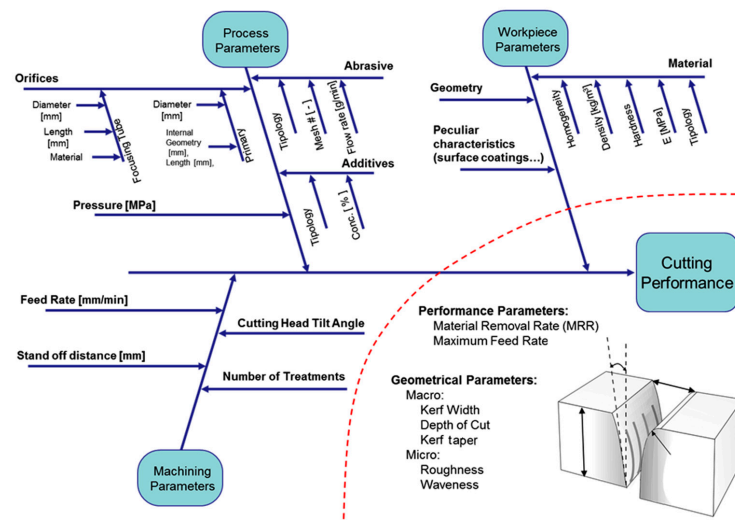 Process
Parameters
Workpiece
Parameters
Orifices
Abrasive
Material
Diameter
[mm]
Length
[mm]
Material
Focusing Tube
Diameter
[mm]
Internal
Geometry
[mm],
Length [mm],
Primary
Tipology
Mesh # [-]
Flow rate [g/min]
Geometry
Peculiar
characteristics
(surface coatings...)
Homogeneity
Density [kg/m³]
Hardness
E [MPa]
Tipology
Additives
Tipology
Conc. [%]
Pressure [MPa]
Cutting
Performance
Feed Rate [mm/min]
Cutting Head Tilt Angle
Stand off distance [mm]
Number of Treatments
Machining
Parameters
Performance Parameters:
Material Removal Rate (MRR)
Maximum Feed Rate
Geometrical Parameters:
Macro:
Kerf Width
Depth of Cut
Kerf taper
Micro:
Roughness
Waveness